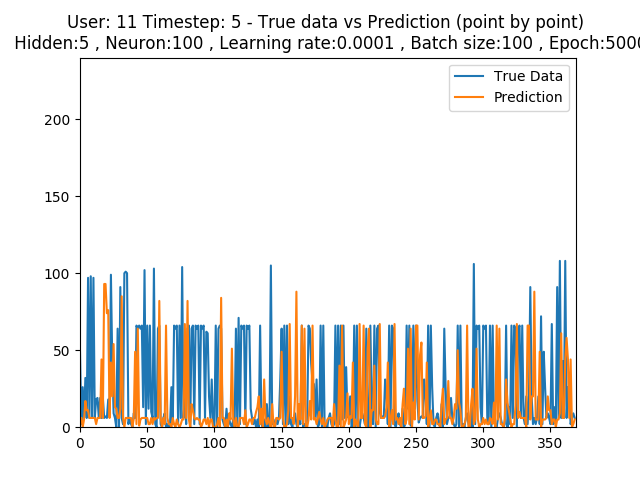 User: 11 Timestep: 5 - True data vs Prediction (point by point)
Hidden:5 , Neuron:100 , Learning rate:0.0001 , Batch size:100 , Epoch:5000
True Data
Prediction
200
150
100
50
0
0 50 100 150 200 250 300 350